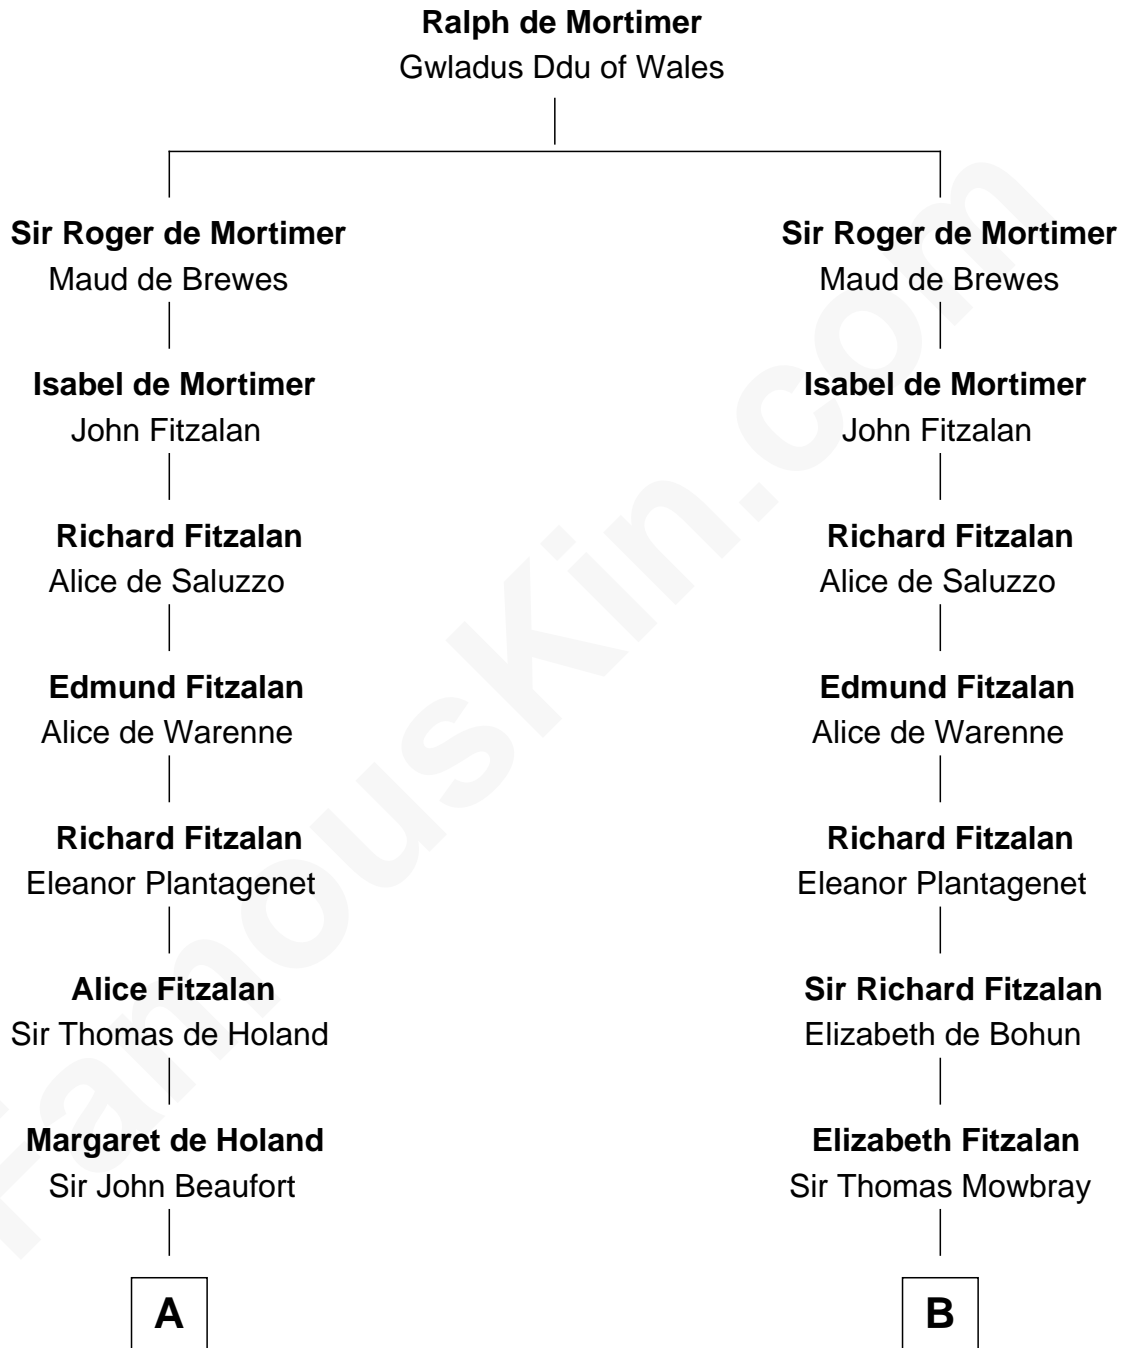 Ralph de Mortimer
Gwladus Ddu of Wales
Sir Roger de Mortimer
Maud de Brewes
Isabel de Mortimer
John Fitzalan
Richard Fitzalan
Alice de Saluzzo
Edmund Fitzalan
Alice de Warenne
Richard Fitzalan
Eleanor Plantagenet
Alice Fitzalan
Sir Thomas de Holand
Margaret de Holand
Sir John Beaufort
A
Sir Roger de Mortimer
Maud de Brewes
Isabel de Mortimer
John Fitzalan
Richard Fitzalan
Alice de Saluzzo
Edmund Fitzalan
Alice de Warenne
Richard Fitzalan
Eleanor Plantagenet
Sir Richard Fitzalan
Elizabeth de Bohun
Elizabeth Fitzalan
Sir Thomas Mowbray
B
FamousKin.com